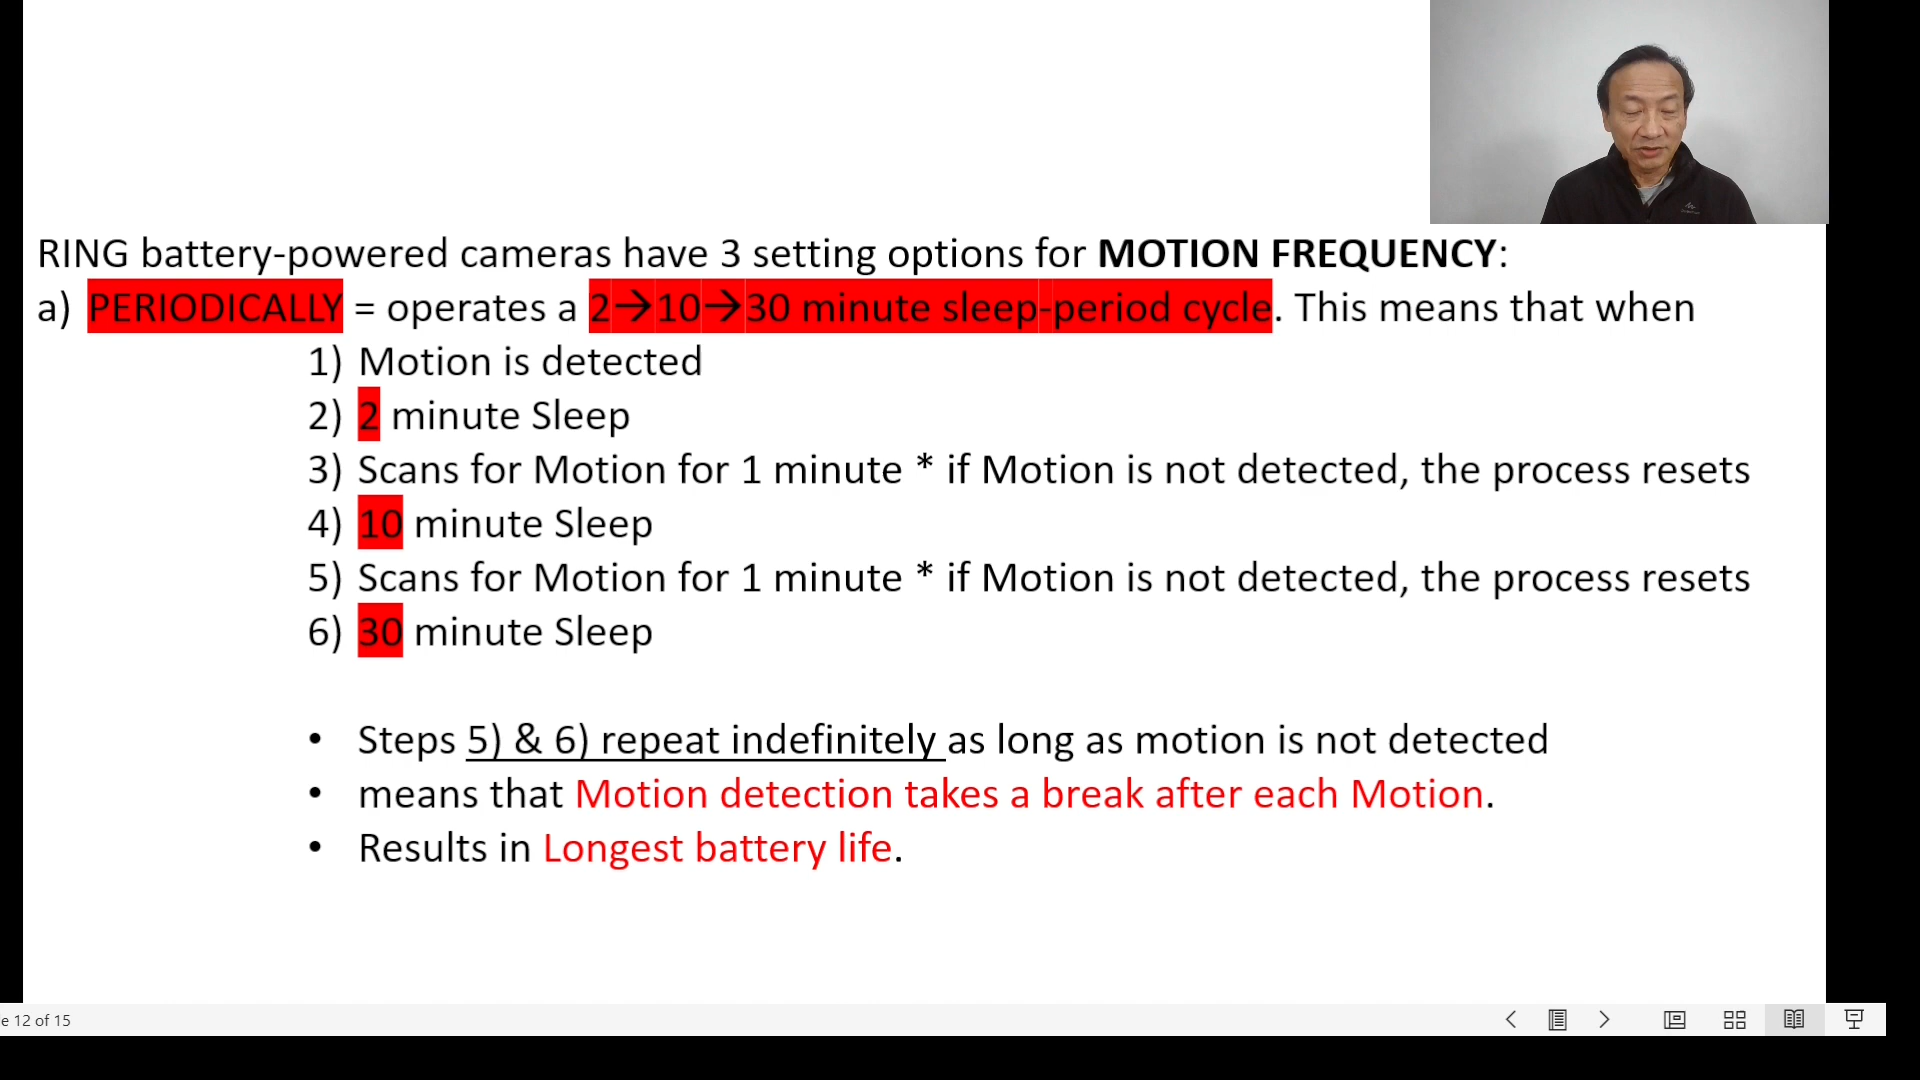 RING battery-powered cameras have 3 setting options for MOTION FREQUENCY:
a) PERIODICALLY = operates a 2→10→30 minute sleep-period cycle. This means that when
1) Motion is detected
2) 2 minute Sleep
3) Scans for Motion for 1 minute * if Motion is not detected, the process resets
4) 10 minute Sleep
5) Scans for Motion for 1 minute * if Motion is not detected, the process resets
6) 30 minute Sleep
• Steps 5) & 6) repeat indefinitely as long as motion is not detected
• means that Motion detection takes a break after each Motion.
• Results in Longest battery life.
e 12 of 15